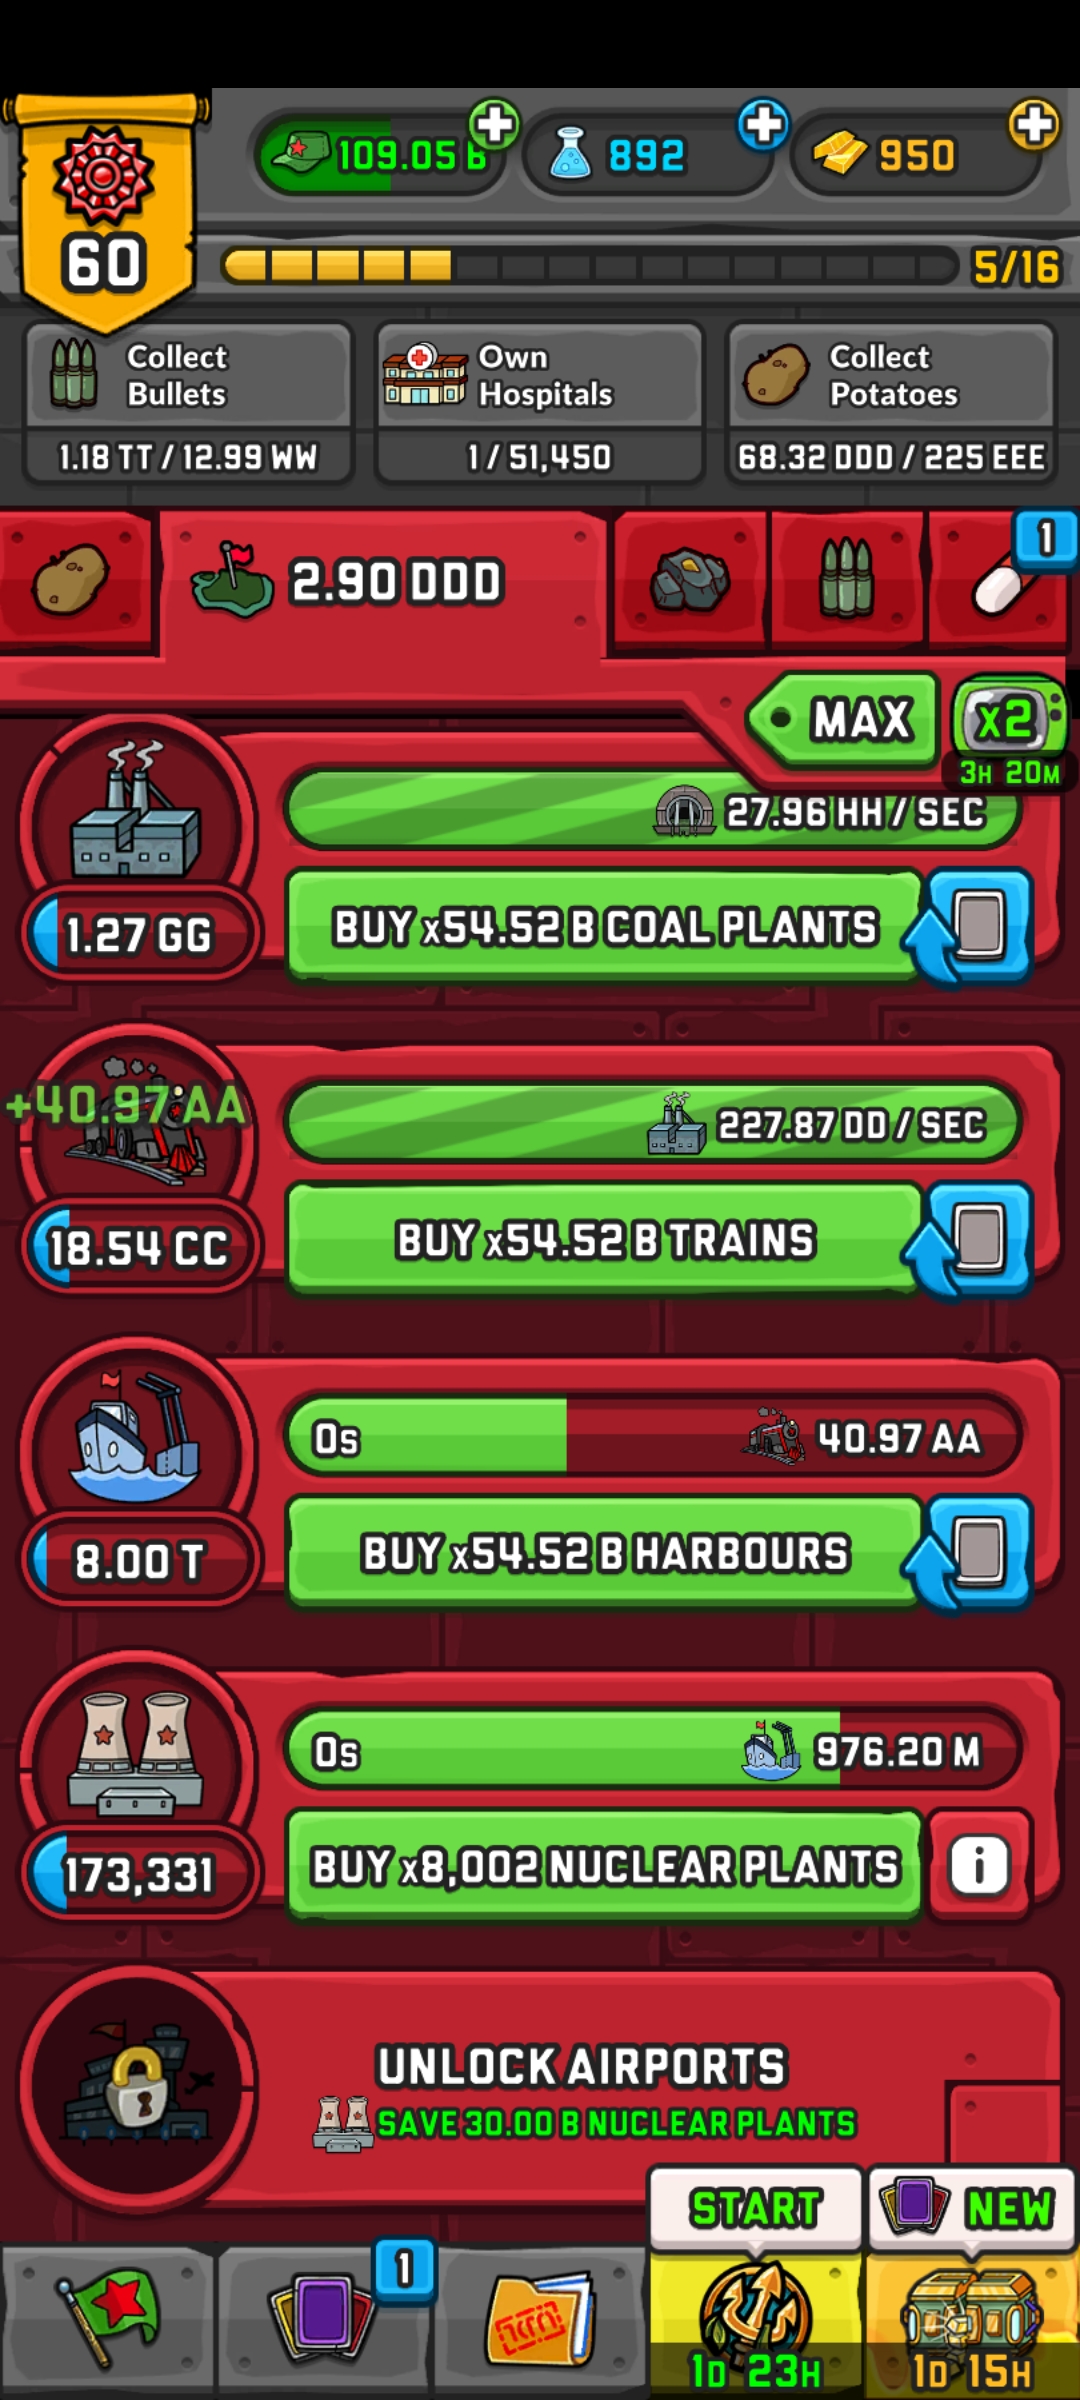 109.05 B
892
950
60
5/16
Collect
Bullets
1.18 TT / 12.99 WW
Own
Hospitals
1 / 51,450
Collect
Potatoes
68.32 DDD / 225 EEE
2.90 DDD
1
MAX
x2
3H 20M
27.96 HH / SEC
1.27 GG
BUY x54.52 B COAL PLANTS
+40.97 AA
227.87 DD / SEC
18.54 CC
BUY x54.52 B TRAINS
0s
40.97 AA
8.00 T
BUY x54.52 B HARBOURS
0s
976.20 M
173,331
BUY x8,002 NUCLEAR PLANTS
i
UNLOCK AIRPORTS
SAVE 30.00 B NUCLEAR PLANTS
START
NEW
1
1D 23H
1D 15H